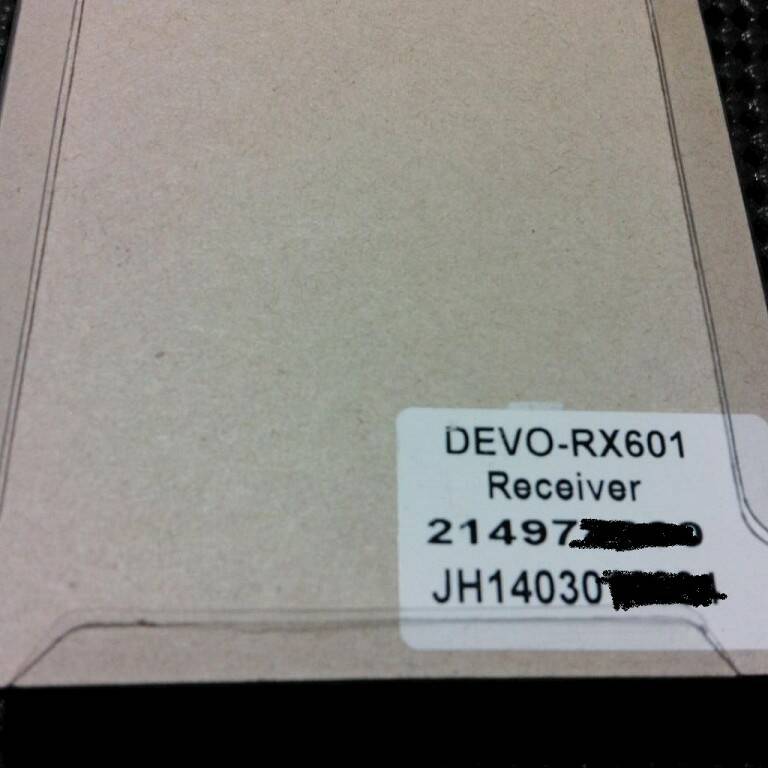 DEVO-RX601
Receiver
21497
JH14030